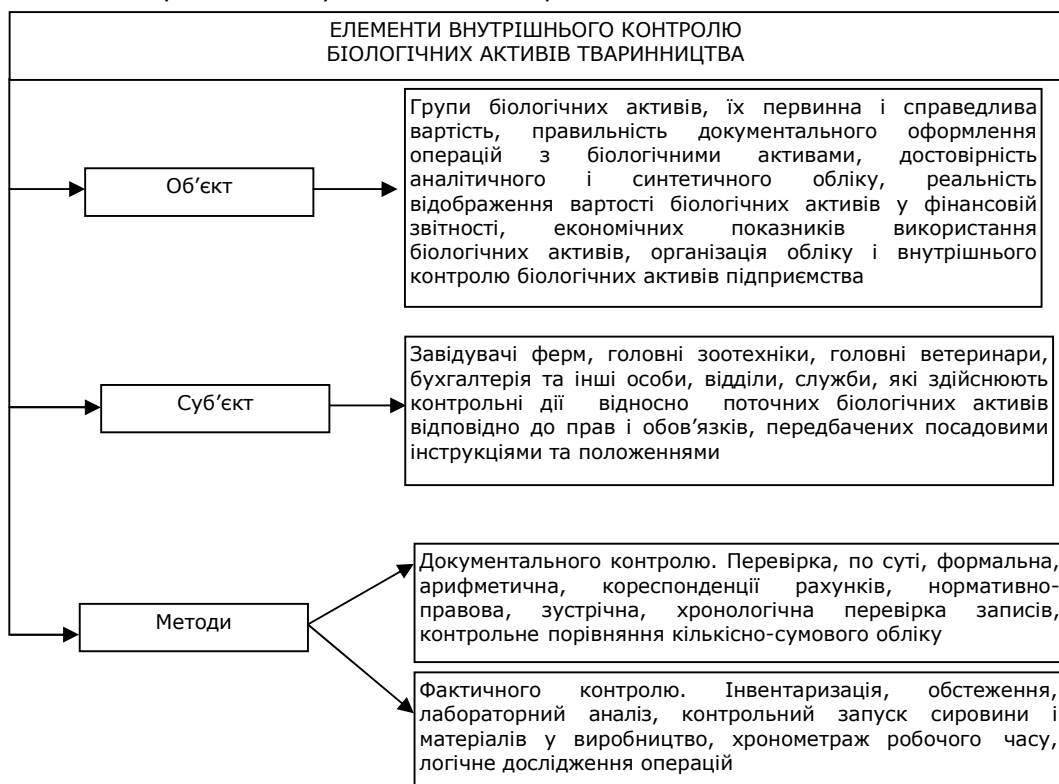 ЕЛЕМЕНТИ ВНУТРІШНЬОГО КОНТРОЛЮ
БІОЛОГІЧНИХ АКТИВІВ ТВАРИННИЦТВА
Об’єкт
Групи біологічних активів, їх первинна і справедлива
вартість, правильність документального оформлення
операцій з біологічними активами, достовірність
аналітичного і синтетичного обліку, реальність
відображення вартості біологічних активів у фінансовій
звітності, економічних показників використання
біологічних активів, організація обліку і внутрішнього
контролю біологічних активів підприємства
Суб’єкт
Завідувачі ферм, головні зоотехніки, головні ветеринари,
бухгалтерія та інші особи, відділи, служби, які здійснюють
контрольні дії відносно поточних біологічних активів
відповідно до прав і обов’язків, передбачених посадовими
інструкціями та положеннями
Методи
Документального контролю. Перевірка, по суті, формальна,
арифметична, кореспонденції рахунків, нормативно-
правова, зустрічна, хронологічна перевірка записів,
контрольне порівняння кількісно-сумового обліку
Фактичного контролю. Інвентаризація, обстеження,
лабораторний аналіз, контрольний запуск сировини і
матеріалів у виробництво, хронометраж робочого часу,
логічне дослідження операцій